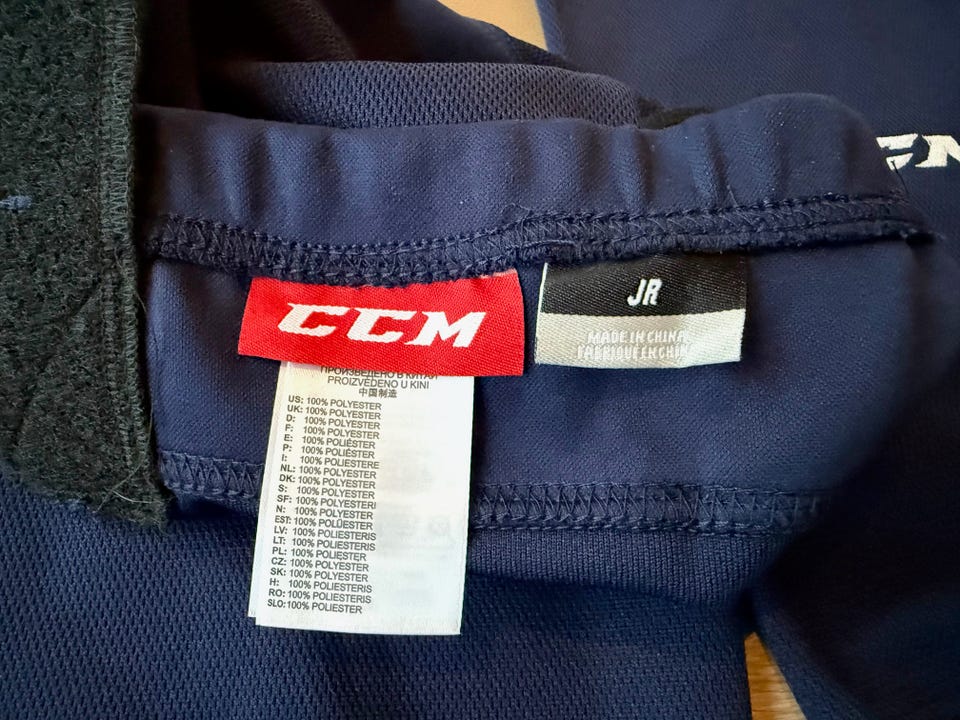 CCM
JR
MADE IN CHINA
FABRIQUÉ EN CHINE
ПРОИЗВЕДЕНО В КИТАЙ
PROIZVEDENO U KINI
中国制造
US: 100% POLYESTER
UK: 100% POLYESTER
D: 100% POLYESTER
F: 100% POLYESTER
E: 100% POLIÉSTER
P: 100% POLIÉSTER
I: 100% POLIESTERE
NL: 100% POLYESTER
DK: 100% POLYESTER
S: 100% POLYESTER
SF: 100% POLYESTERI
N: 100% POLYESTER
EST: 100% POLÜESTER
LV: 100% POLIESTERIS
LT: 100% POLIESTERIS
PL: 100% POLIESTER
CZ: 100% POLYESTER
SK: 100% POLYESTER
H: 100% POLIESTERIS
RO: 100% POLIESTERIS
SLO: 100% POLIESTER